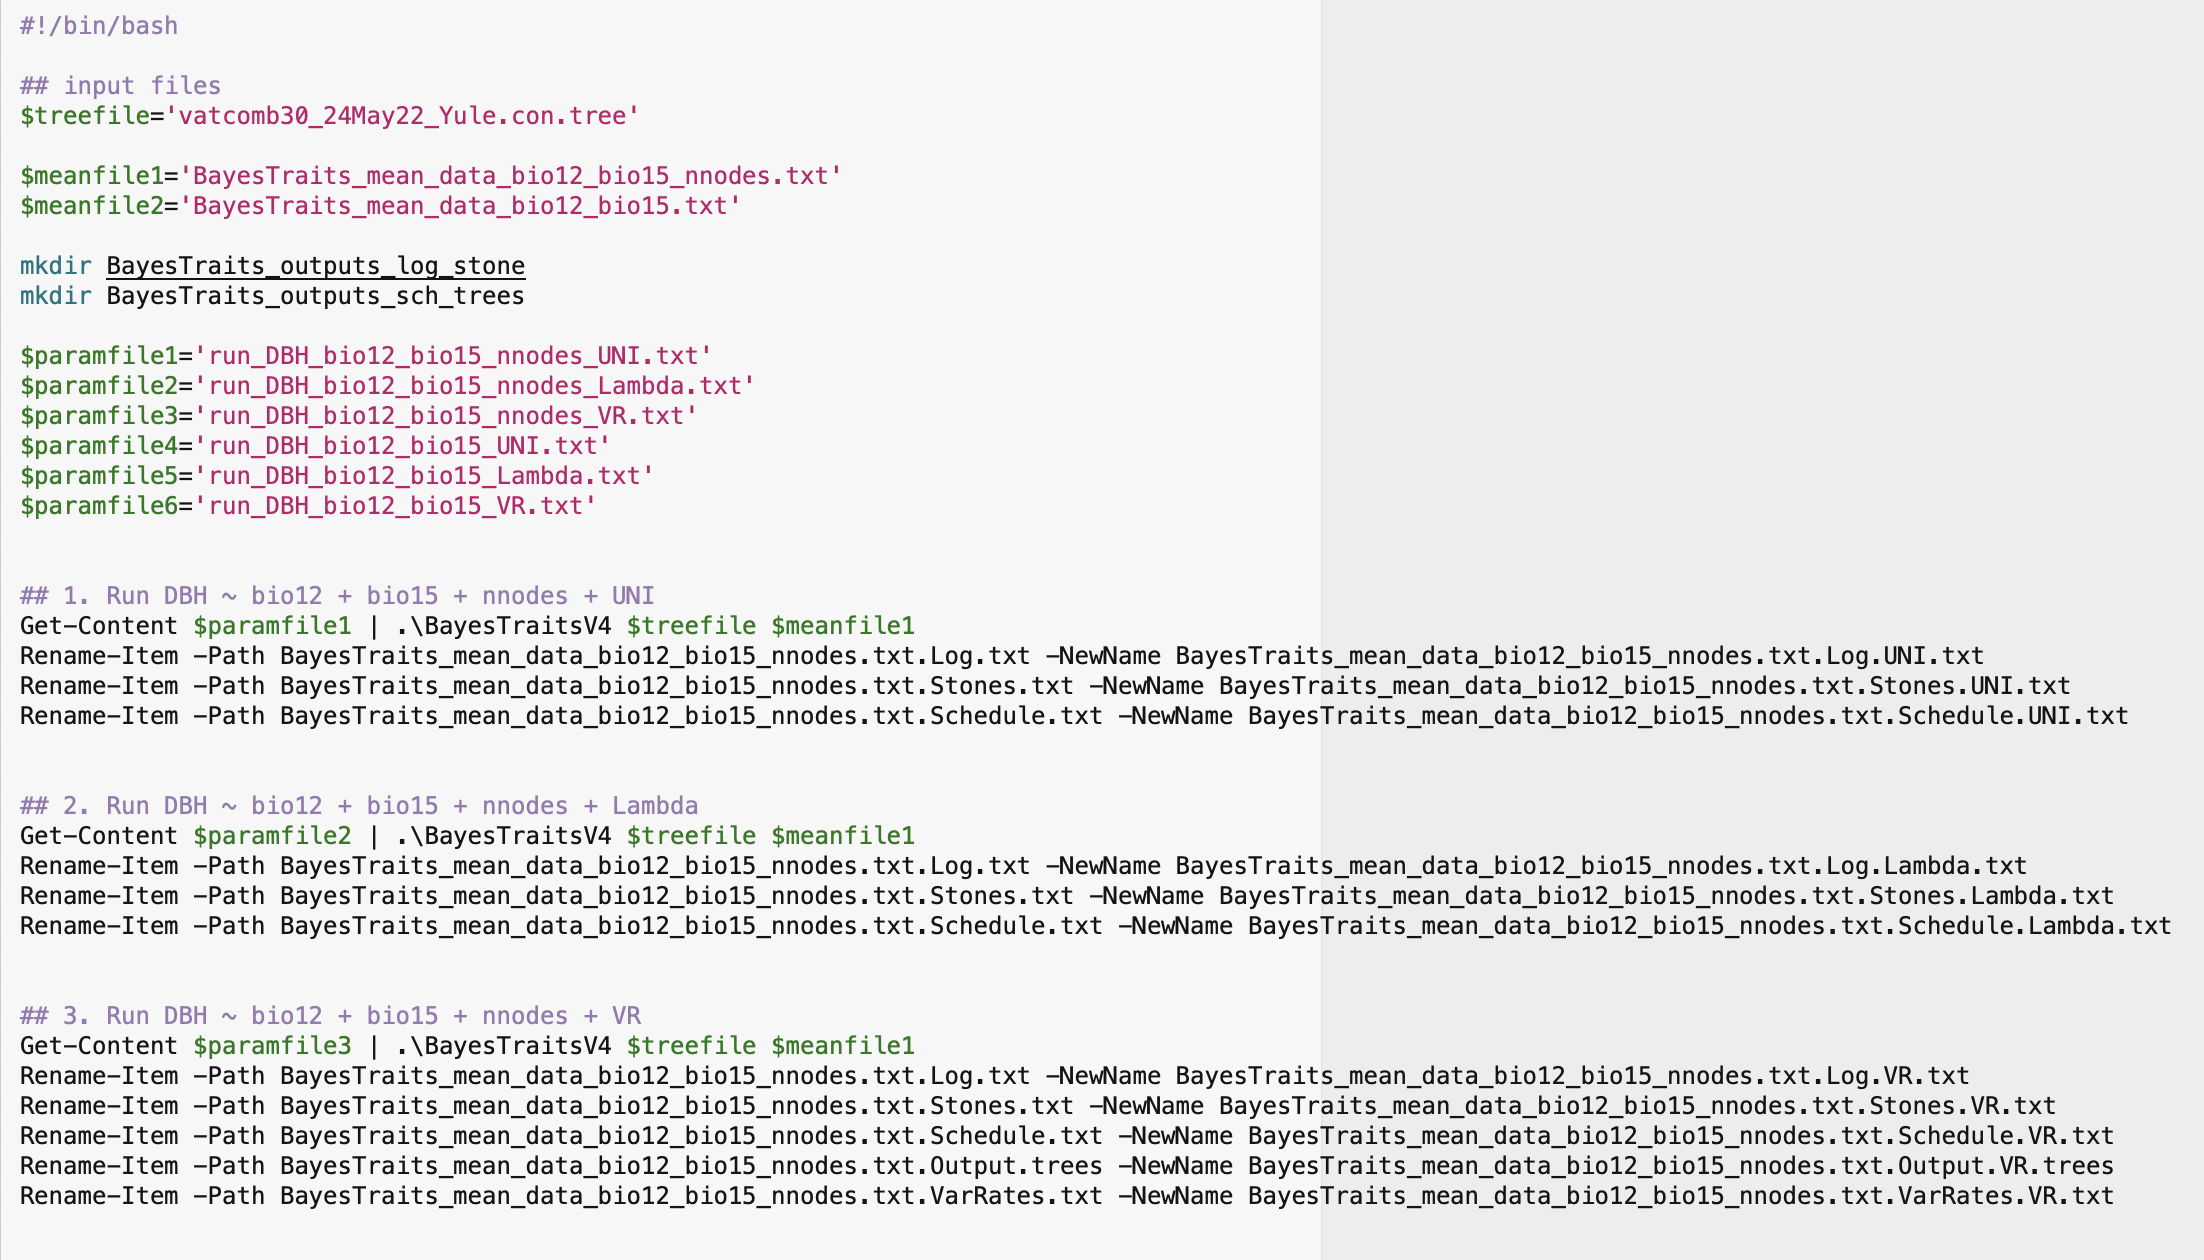 #!/bin/bash
## input files
$treefile='vatcomb30_24May22_Yule.con.tree'
$meanfile1='BayesTraits_mean_data_bio12_bio15_nnodes.txt'
$meanfile2='BayesTraits_mean_data_bio12_bio15.txt'
mkdir BayesTraits_outputs_log_stone
mkdir BayesTraits_outputs_sch_trees
$paramfile1='run_DBH_bio12_bio15_nnodes_UNI.txt'
$paramfile2='run_DBH_bio12_bio15_nnodes_Lambda.txt'
$paramfile3='run_DBH_bio12_bio15_nnodes_VR.txt'
$paramfile4='run_DBH_bio12_bio15_UNI.txt'
$paramfile5='run_DBH_bio12_bio15_Lambda.txt'
$paramfile6='run_DBH_bio12_bio15_VR.txt'
## 1. Run DBH ~ bio12 + bio15 + nnodes + UNI
Get-Content $paramfile1 | .\BayesTraitsV4 $treefile $meanfile1
Rename-Item -Path BayesTraits_mean_data_bio12_bio15_nnodes.txt.Log.txt -NewName BayesTraits_mean_data_bio12_bio15_nnodes.txt.Log.UNI.txt
Rename-Item -Path BayesTraits_mean_data_bio12_bio15_nnodes.txt.Stones.txt -NewName BayesTraits_mean_data_bio12_bio15_nnodes.txt.Stones.UNI.txt
Rename-Item -Path BayesTraits_mean_data_bio12_bio15_nnodes.txt.Schedule.txt -NewName BayesTraits_mean_data_bio12_bio15_nnodes.txt.Schedule.UNI.txt
## 2. Run DBH ~ bio12 + bio15 + nnodes + Lambda
Get-Content $paramfile2 | .\BayesTraitsV4 $treefile $meanfile1
Rename-Item -Path BayesTraits_mean_data_bio12_bio15_nnodes.txt.Log.txt -NewName BayesTraits_mean_data_bio12_bio15_nnodes.txt.Log.Lambda.txt
Rename-Item -Path BayesTraits_mean_data_bio12_bio15_nnodes.txt.Stones.txt -NewName BayesTraits_mean_data_bio12_bio15_nnodes.txt.Stones.Lambda.txt
Rename-Item -Path BayesTraits_mean_data_bio12_bio15_nnodes.txt.Schedule.txt -NewName BayesTraits_mean_data_bio12_bio15_nnodes.txt.Schedule.Lambda.txt
## 3. Run DBH ~ bio12 + bio15 + nnodes + VR
Get-Content $paramfile3 | .\BayesTraitsV4 $treefile $meanfile1
Rename-Item -Path BayesTraits_mean_data_bio12_bio15_nnodes.txt.Log.txt -NewName BayesTraits_mean_data_bio12_bio15_nnodes.txt.Log.VR.txt
Rename-Item -Path BayesTraits_mean_data_bio12_bio15_nnodes.txt.Stones.txt -NewName BayesTraits_mean_data_bio12_bio15_nnodes.txt.Stones.VR.txt
Rename-Item -Path BayesTraits_mean_data_bio12_bio15_nnodes.txt.Schedule.txt -NewName BayesTraits_mean_data_bio12_bio15_nnodes.txt.Schedule.VR.txt
Rename-Item -Path BayesTraits_mean_data_bio12_bio15_nnodes.txt.Output.trees -NewName BayesTraits_mean_data_bio12_bio15_nnodes.txt.Output.VR.trees
Rename-Item -Path BayesTraits_mean_data_bio12_bio15_nnodes.txt.VarRates.txt -NewName BayesTraits_mean_data_bio12_bio15_nnodes.txt.VarRates.VR.txt